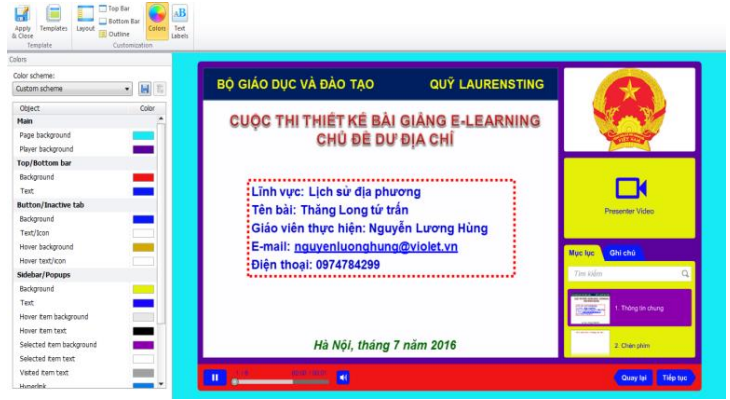 Apply
& Close
Templates
Layout
Top Bar
Bottom Bar
Outline
Colors
Text
Labels
Template
Customization
Colors
Color scheme:
Custom scheme
Object Color
Main
Page background
Player background
Top/Bottom bar
Background
Text
Button/Inactive tab
Background
Text/Icon
Hover background
Hover text/icon
Sidebar/Popups
Background
Text
Hover item background
Hover item text
Selected item background
Selected item text
Visited item text
Hyperlink
BỘ GIÁO DỤC VÀ ĐÀO TẠO QUỸ LAURENSTING
CUỘC THI THIẾT KẾ BÀI GIẢNG E-LEARNING
CHỦ ĐỀ DƯ ĐỊA CHÍ
Lĩnh vực: Lịch sử địa phương
Tên bài: Thăng Long tứ trấn
Giáo viên thực hiện: Nguyễn Lương Hùng
E-mail: nguyenluonghung@violet.vn
Điện thoại: 0974784299
Hà Nội, tháng 7 năm 2016
Presenter Video
Mục lục Ghi chú
Tìm kiếm
1. Thông tin chung
2. Chèn phim
Quay lại Tiếp tục